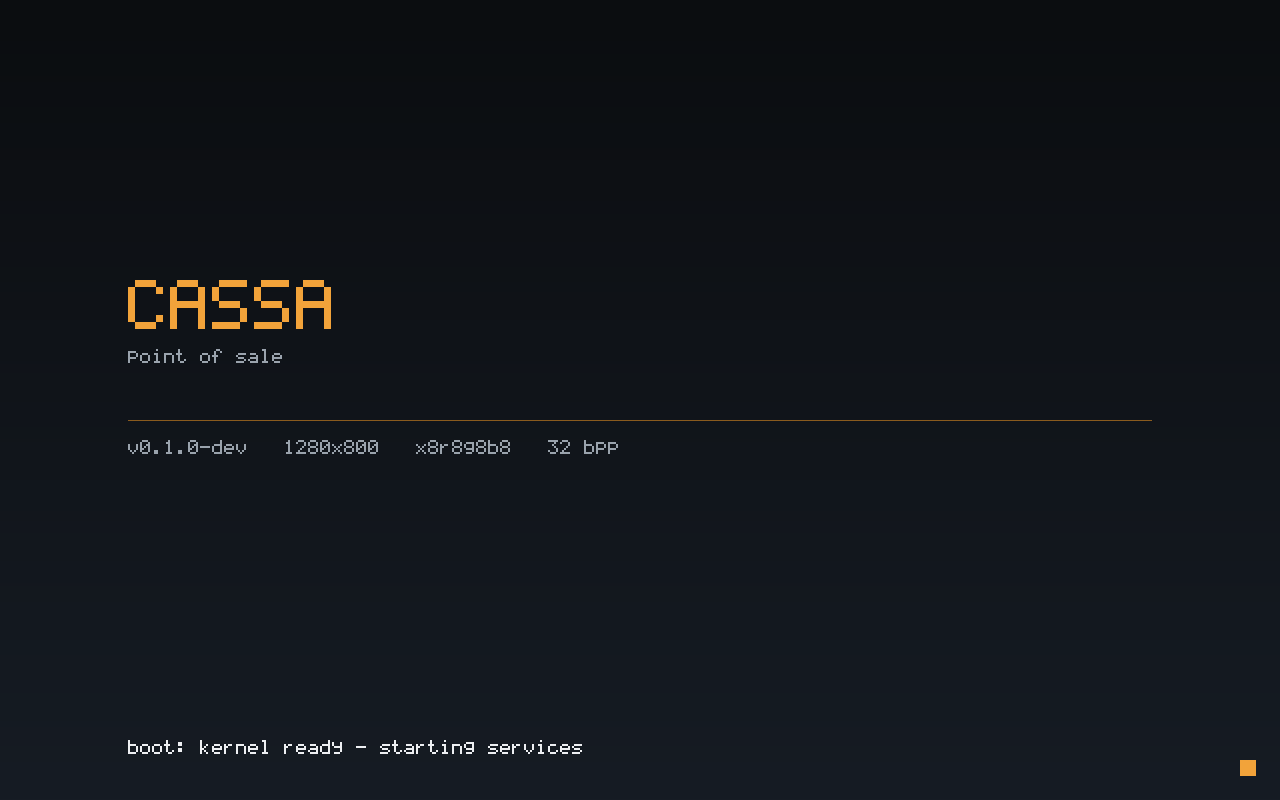 CASSA
Point of sale
v0.1.0-dev   1280x800   x8r8g8b8   32 bpp
boot: kernel ready - starting services